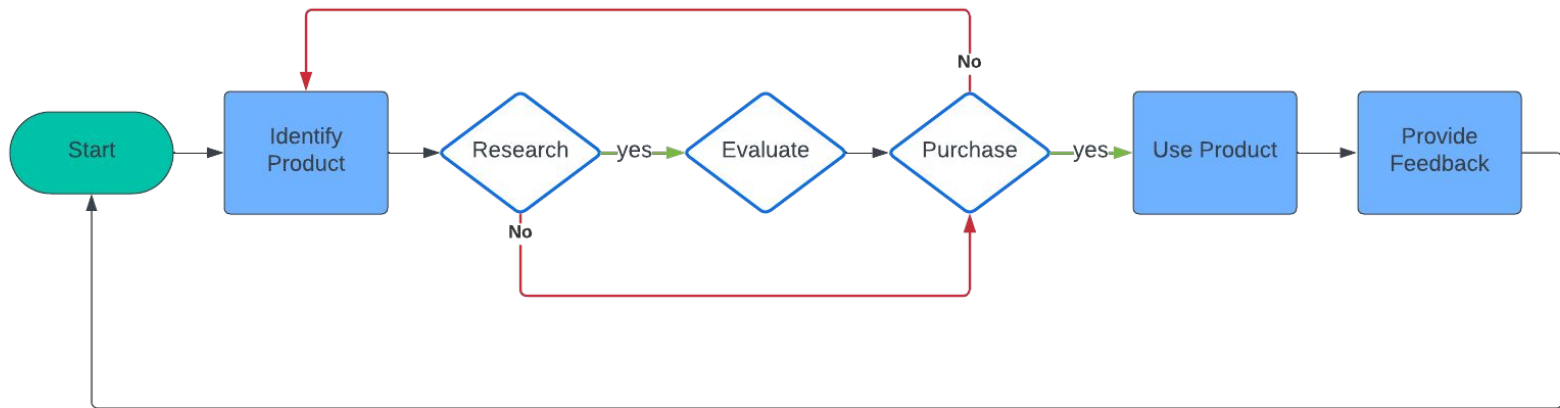 No
Start
Identify
Product
Research
yes
Evaluate
Purchase
yes
Use Product
Provide
Feedback
No